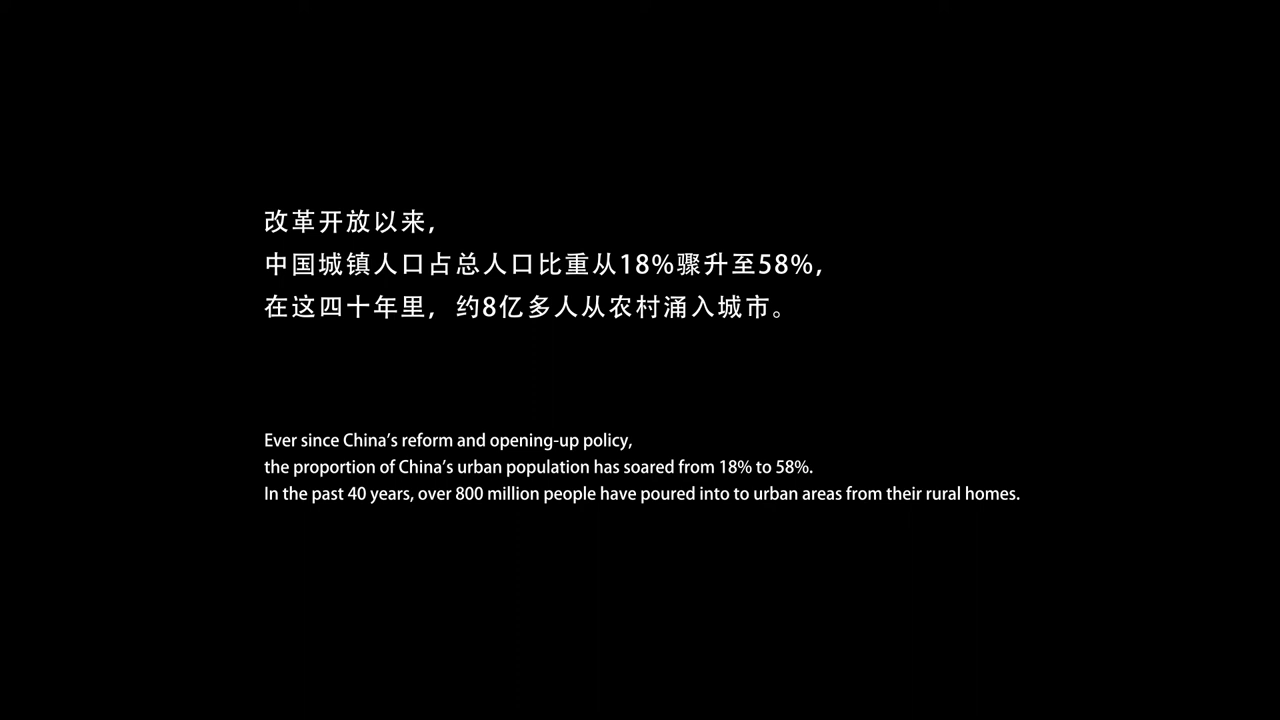 改革开放以来,
中国城镇人口占总人口比重从18%骤升至58%,
在这四十年里, 约8亿多人从农村涌入城市。
Ever since China's reform and opening-up policy,
the proportion of China's urban population has soared from 18% to 58%.
In the past 40 years, over 800 million people have poured into to urban areas from their rural homes.